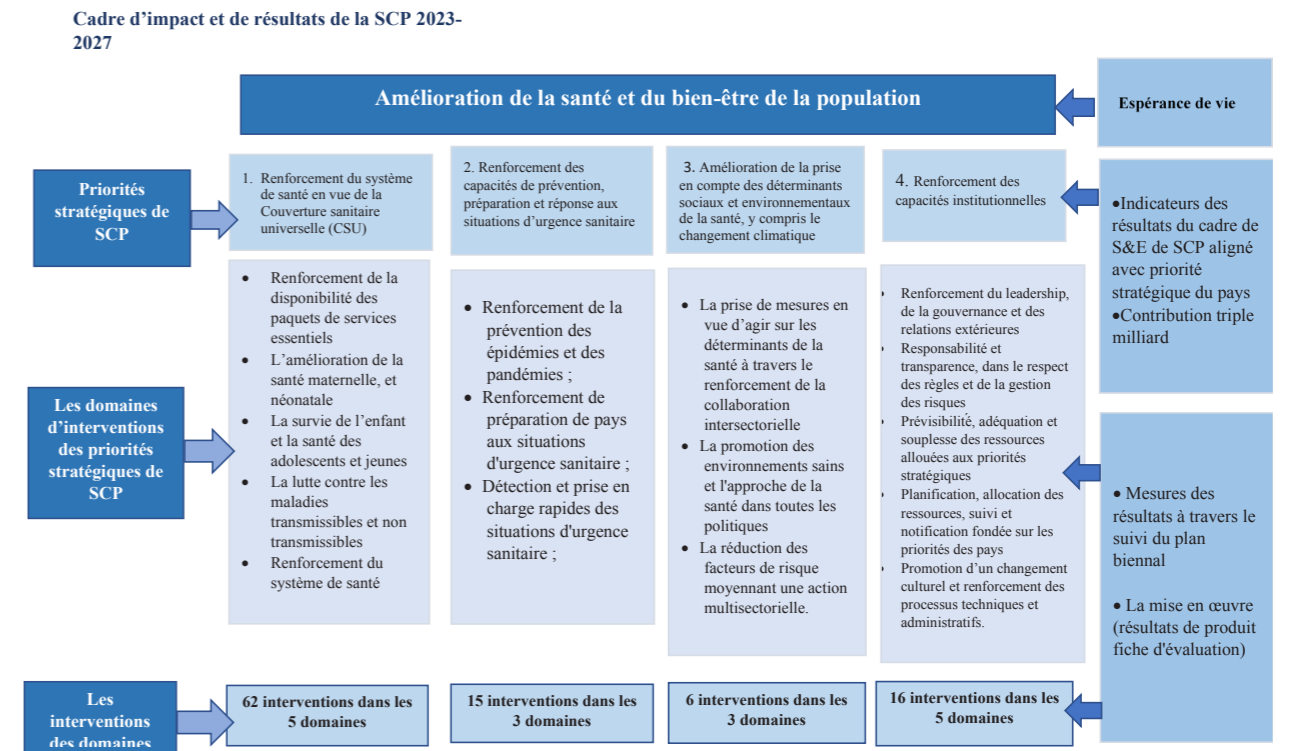 Cadre d’impact et de résultats de la SCP 2023-
2027
Amélioration de la santé et du bien-être de la population
Espérance de vie
Priorités
stratégiques de
SCP
1. Renforcement du système
de santé en vue de la
Couverture sanitaire
universelle (CSU)
2. Renforcement des
capacités de prévention,
préparation et réponse aux
situations d’urgence sanitaire
3. Amélioration de la prise
en compte des déterminants
sociaux et environnementaux
de la santé, y compris le
changement climatique
4. Renforcement des
capacités institutionnelles
•Indicateurs des
résultats du cadre de
S&E de SCP aligné
avec priorité
stratégique du pays
•Contribution triple
milliard
Les domaines
d’interventions
des priorités
stratégiques de
SCP
• Renforcement de la
disponibilité des
paquets de services
essentiels
• L’amélioration de la
santé maternelle, et
néonatale
• La survie de l’enfant
et la santé des
adolescents et jeunes
• La lutte contre les
maladies
transmissibles et non
transmissibles
• Renforcement du
système de santé
• Renforcement de la
prévention des
épidémies et des
pandémies ;
• Renforcement de
préparation de pays
aux situations
d'urgence sanitaire ;
• Détection et prise en
charge rapides des
situations d'urgence
sanitaire ;
• La prise de mesures en
vue d’agir sur les
déterminants de la
santé à travers le
renforcement de la
collaboration
intersectorielle
• La promotion des
environnements sains
et l'approche de la
santé dans toutes les
politiques
• La réduction des
facteurs de risque
moyennant une action
multisectorielle.
• Renforcement du leadership,
de la gouvernance et des
relations extérieures
• Responsabilité et
transparence, dans le respect
des règles et de la gestion
des risques
• Prévisibilité, adéquation et
souplesse des ressources
allouées aux priorités
stratégiques
• Planification, allocation des
ressources, suivi et
notification fondée sur les
priorités des pays
• Promotion d’un changement
culturel et renforcement des
processus techniques et
administratifs.
• Mesures des
résultats à travers le
suivi du plan
biennal
• La mise en œuvre
(résultats de produit
fiche d'évaluation)
Les
interventions
des domaines
62 interventions dans les
5 domaines
15 interventions dans les
3 domaines
6 interventions dans les
3 domaines
16 interventions dans les
5 domaines